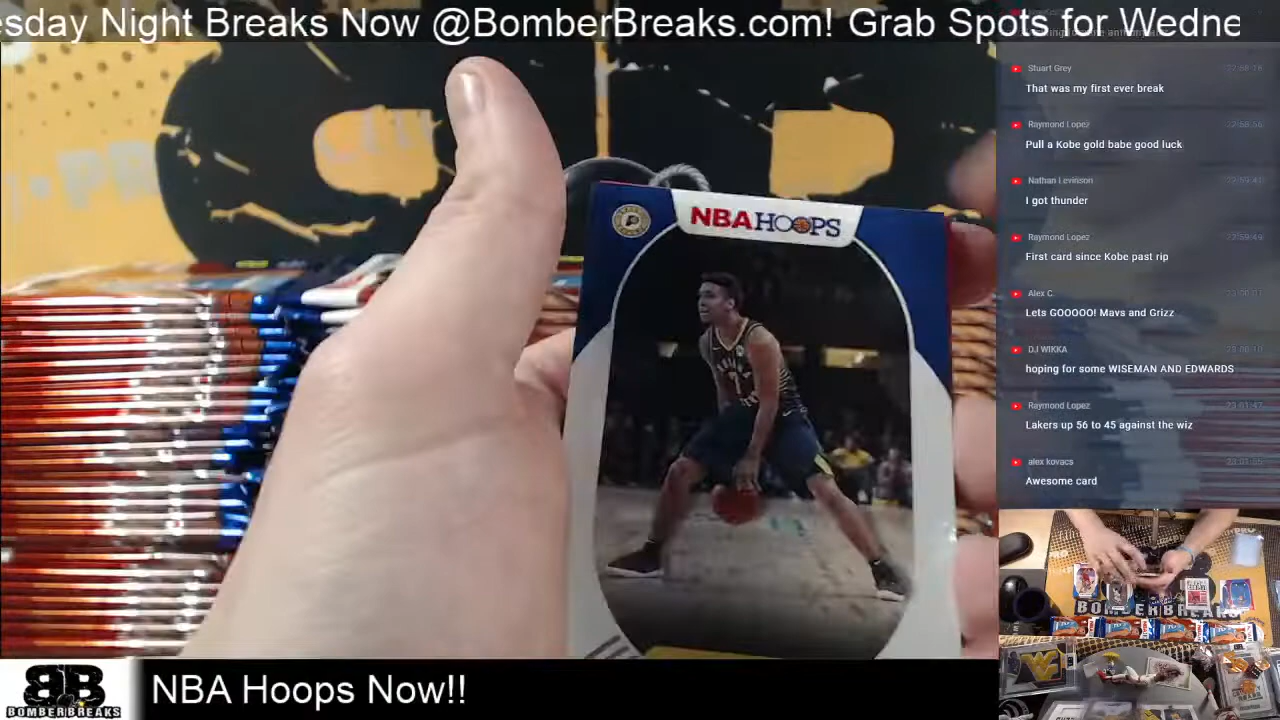 esday Night Breaks Now @BomberBreaks.com! Grab Spots for Wedne
Stuart Grey
That was my first ever break
Raymond Lopez
Pull a Kobe gold babe good luck
Nathan Levinson
I got thunder
Raymond Lopez
First card since Kobe past rip
Alex C.
Lets GOOOOO! Mavs and Grizz
DJ WIKKA
hoping for some WISEMAN AND EDWARDS
Raymond Lopez
Lakers up 56 to 45 against the wiz
alex kovacs
Awesome card
NBA HOOPS
BOMBERBREAKS
BB
BOMBERBREAKS
NBA Hoops Now!!